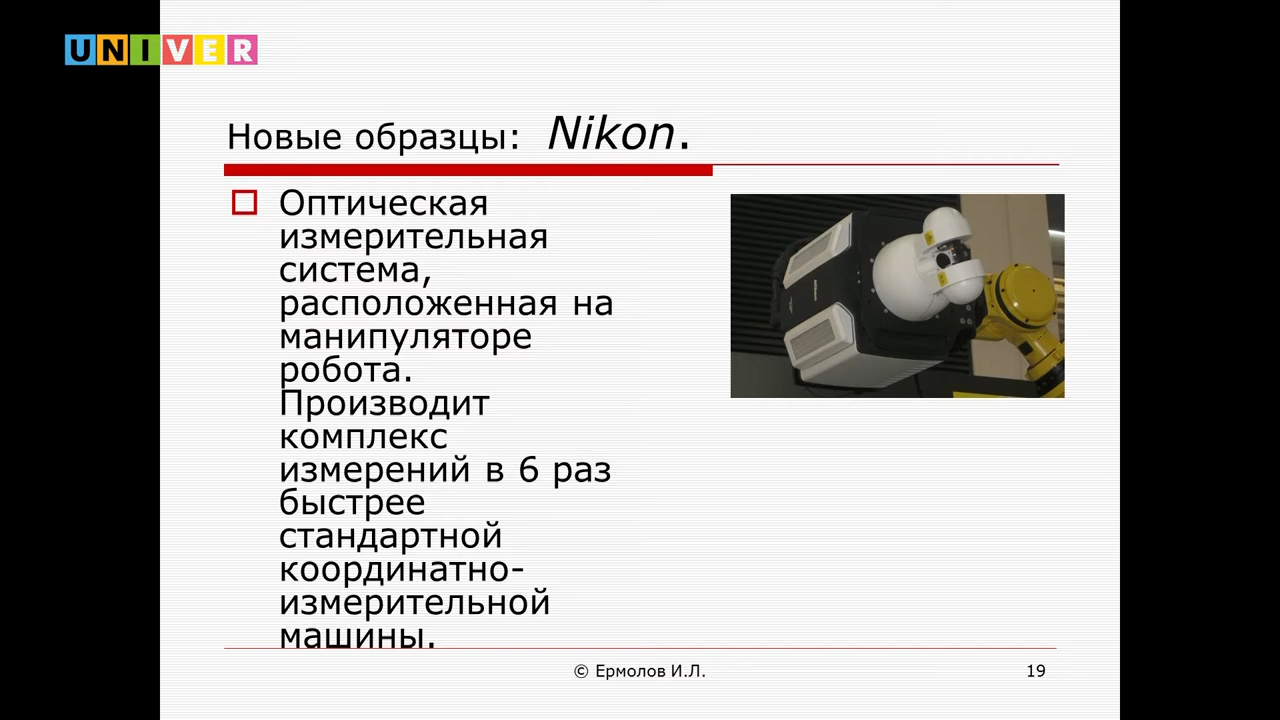 UNIVER
Новые образцы: Nikon.
Оптическая
измерительная
система,
расположенная на
манипуляторе
робота.
Производит
комплекс
измерений в 6 раз
быстрее
стандартной
координатно-
измерительной
машины.
© Ермолов И.Л.
19